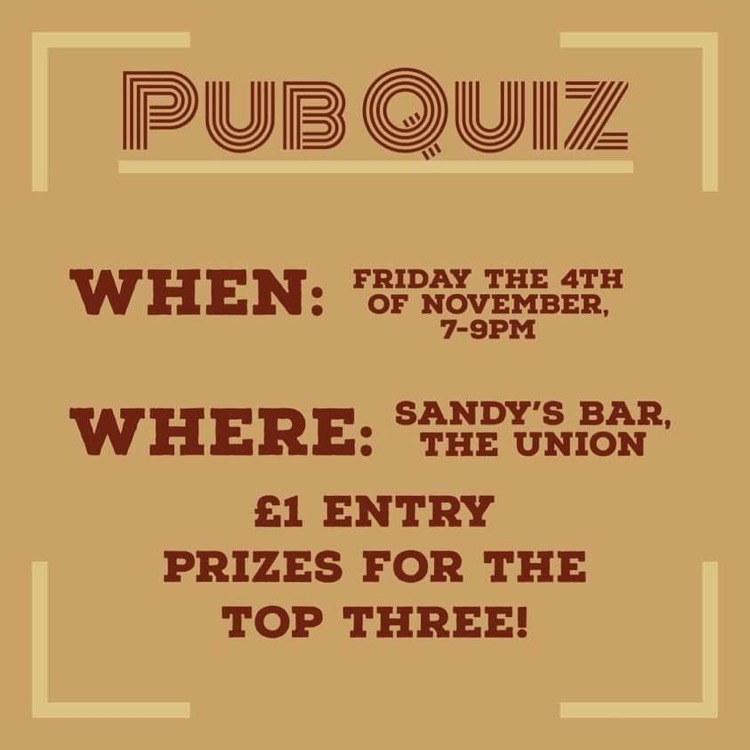 PUB QUIZ
WHEN: FRIDAY THE 4TH
OF NOVEMBER,
7-9PM
WHERE: SANDY'S BAR,
THE UNION
£1 ENTRY
PRIZES FOR THE
TOP THREE!